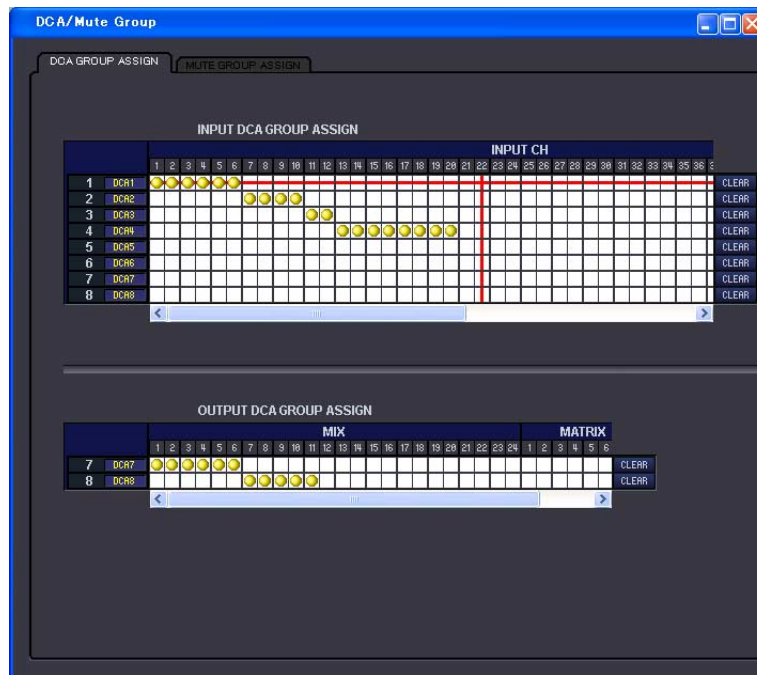 DCA/Mute Group
DCA GROUP ASSIGN MUTE GROUP ASSIGN
INPUT DCA GROUP ASSIGN
INPUT CH
1 2 3 4 5 6 7 8 9 10 11 12 13 14 15 16 17 18 19 20 21 22 23 24 25 26 27 28 29 30 31 32 33 34 35 36
1 DCA1 CLEAR
2 DCA2 CLEAR
3 DCA3 CLEAR
4 DCA4 CLEAR
5 DCA5 CLEAR
6 DCA6 CLEAR
7 DCA7 CLEAR
8 DCA8 CLEAR
OUTPUT DCA GROUP ASSIGN
MIX MATRIX
1 2 3 4 5 6 7 8 9 10 11 12 13 14 15 16 17 18 19 20 21 22 23 24 1 2 3 4 5 6
7 DCA7 CLEAR
8 DCA8 CLEAR